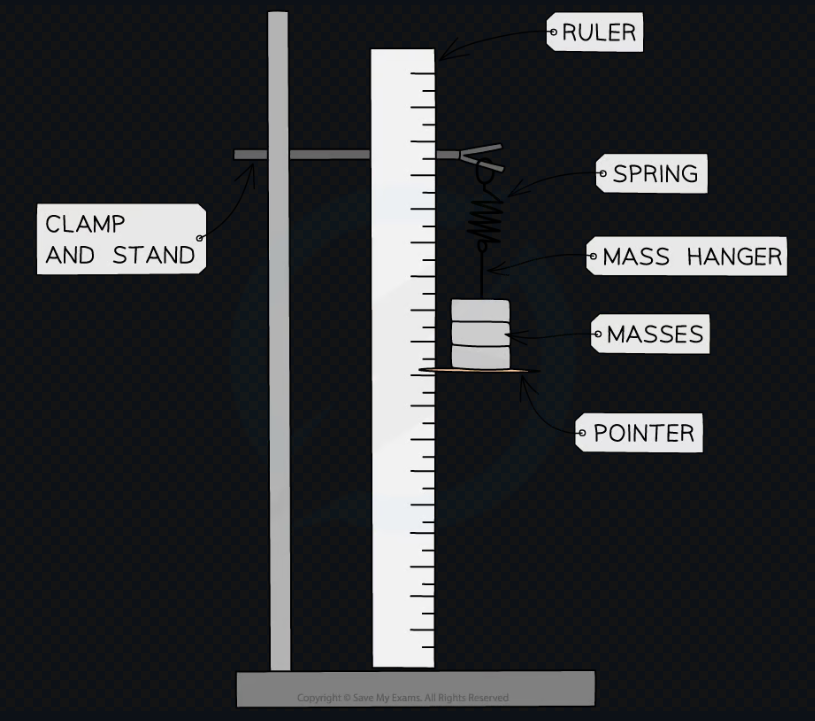 RULER
SPRING
CLAMP
AND STAND
MASS HANGER
MASSES
POINTER
Copyright © Save My Exams. All Rights Reserved